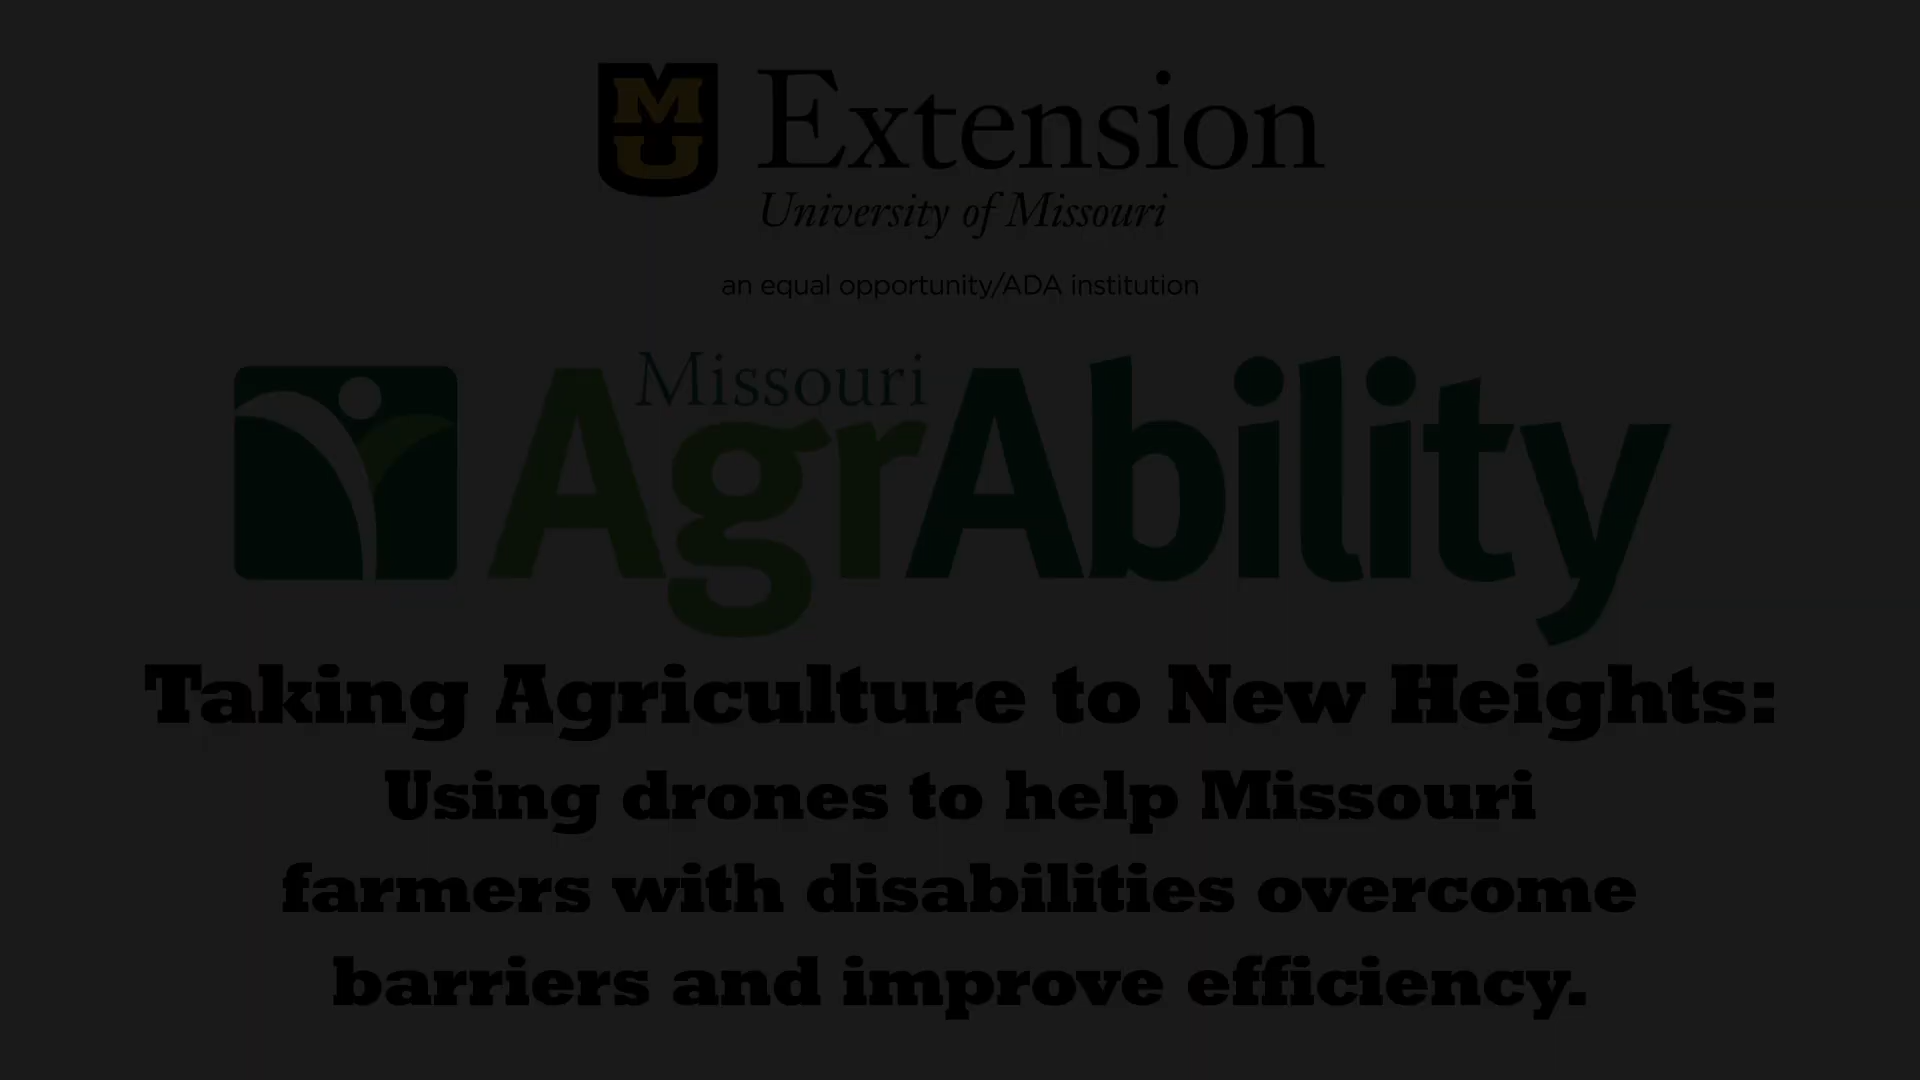 MU Extension
University of Missouri
an equal opportunity/ADA institution
Missouri
AgrAbility
Taking Agriculture to New Heights:
Using drones to help Missouri
farmers with disabilities overcome
barriers and improve efficiency.